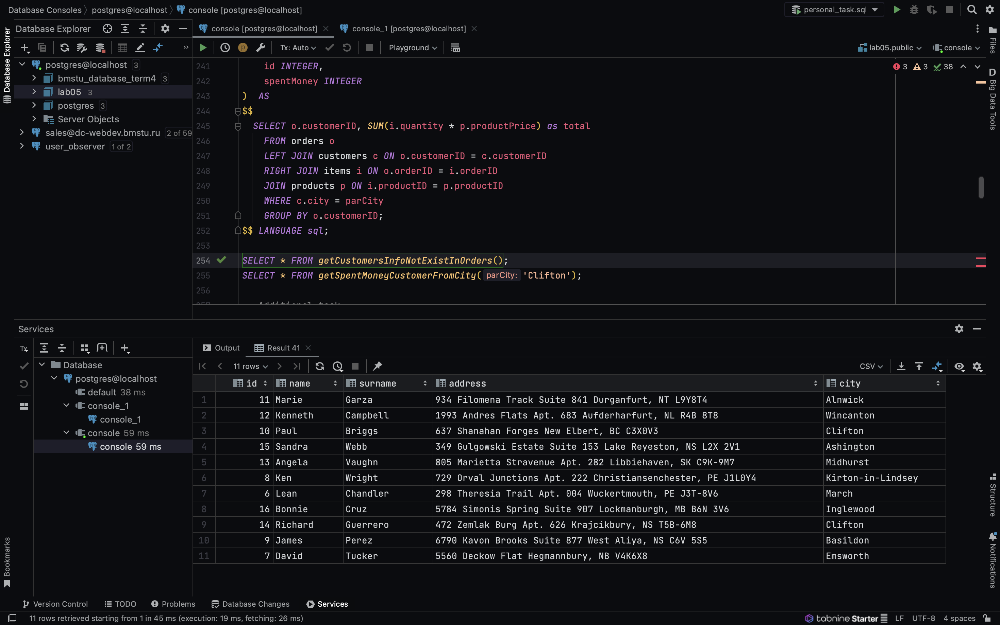 Database Consoles postgres@localhost console [postgres@localhost] personal_task.sql
Database Explorer
console [postgres@localhost] console_1 [postgres@localhost]
Tx: Auto Playground lab05.public console
Database Explorer
postgres@localhost 3
bmstu_database_term4 3
lab05 3
postgres 3
Server Objects
sales@dc-webdev.bmstu.ru 2 of 59
user_observer 1 of 2
3 3 38
241 id INTEGER,
242 spentMoney INTEGER
243 ) AS
244 $$
245 SELECT o.customerID, SUM(i.quantity * p.productPrice) as total
246 FROM orders o
247 LEFT JOIN customers c ON o.customerID = c.customerID
248 RIGHT JOIN items i ON o.orderID = i.orderID
249 JOIN products p ON i.productID = p.productID
250 WHERE c.city = parCity
251 GROUP BY o.customerID;
252 $$ LANGUAGE sql;
253
254 SELECT * FROM getCustomersInfoNotExistInOrders();
255 SELECT * FROM getSpentMoneyCustomerFromCity( parCity: 'Clifton');
256
257 Additional task
Files
D Big Data Tools
Services
Tx
Database
postgres@localhost
default 38 ms
console_1
console_1
console 59 ms
console 59 ms
Output Result 41
11 rows CSV
id name surname address city
1 11 Marie Garza 934 Filomena Track Suite 841 Durganfurt, NT L9Y8T4 Alnwick
2 12 Kenneth Campbell 1993 Andres Flats Apt. 683 Aufderharfurt, NL R4B 8T8 Wincanton
3 10 Paul Briggs 637 Shanahan Forges New Elbert, BC C3X0V3 Clifton
4 15 Sandra Webb 349 Gulgowski Estate Suite 153 Lake Reyeston, NS L2X 2V1 Ashington
5 13 Angela Vaughn 805 Marietta Stravenue Apt. 282 Libbiehaven, SK C9K-9M7 Midhurst
6 8 Ken Wright 729 Orval Junctions Apt. 222 Christiansenchester, PE J1L0Y4 Kirton-in-Lindsey
7 6 Lean Chandler 298 Theresia Trail Apt. 004 Wuckertmouth, PE J3T-8V6 March
8 16 Bonnie Cruz 5784 Simonis Spring Suite 907 Lockmanburgh, MB B6N 3V6 Inglewood
9 14 Richard Guerrero 472 Zemlak Burg Apt. 626 Krajcikbury, NS T5B-6M8 Clifton
10 9 James Perez 6790 Kavon Brooks Suite 877 West Aliya, NS C6V 5S5 Basildon
11 7 David Tucker 5560 Deckow Flat Hegmannbury, NB V4K6X8 Emsworth
Structure
Notifications
Bookmarks
Version Control TODO Problems Database Changes Services
11 rows retrieved starting from 1 in 45 ms (execution: 19 ms, fetching: 26 ms) tabnine Starter LF UTF-8 4 spaces